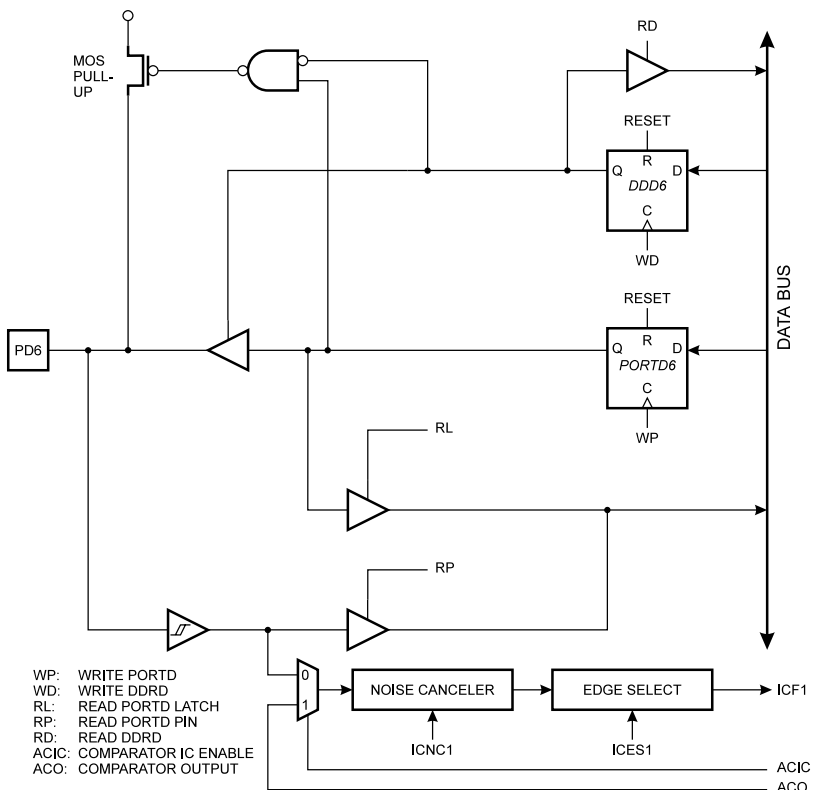 RD
MOS
PULL-
UP
RESET
R
Q
D
DDD6
C
WD
RESET
DATA BUS
R
PD6
Q
D
PORTD6
C
WP
RL
RP
WP: WRITE PORTD
WD: WRITE DDRD
RL: READ PORTD LATCH
RP: READ PORTD PIN
RD: READ DDRD
ACIC: COMPARATOR IC ENABLE
ACO: COMPARATOR OUTPUT
0
1
NOISE CANCELER
EDGE SELECT
ICF1
ICNC1
ICES1
ACIC
ACO